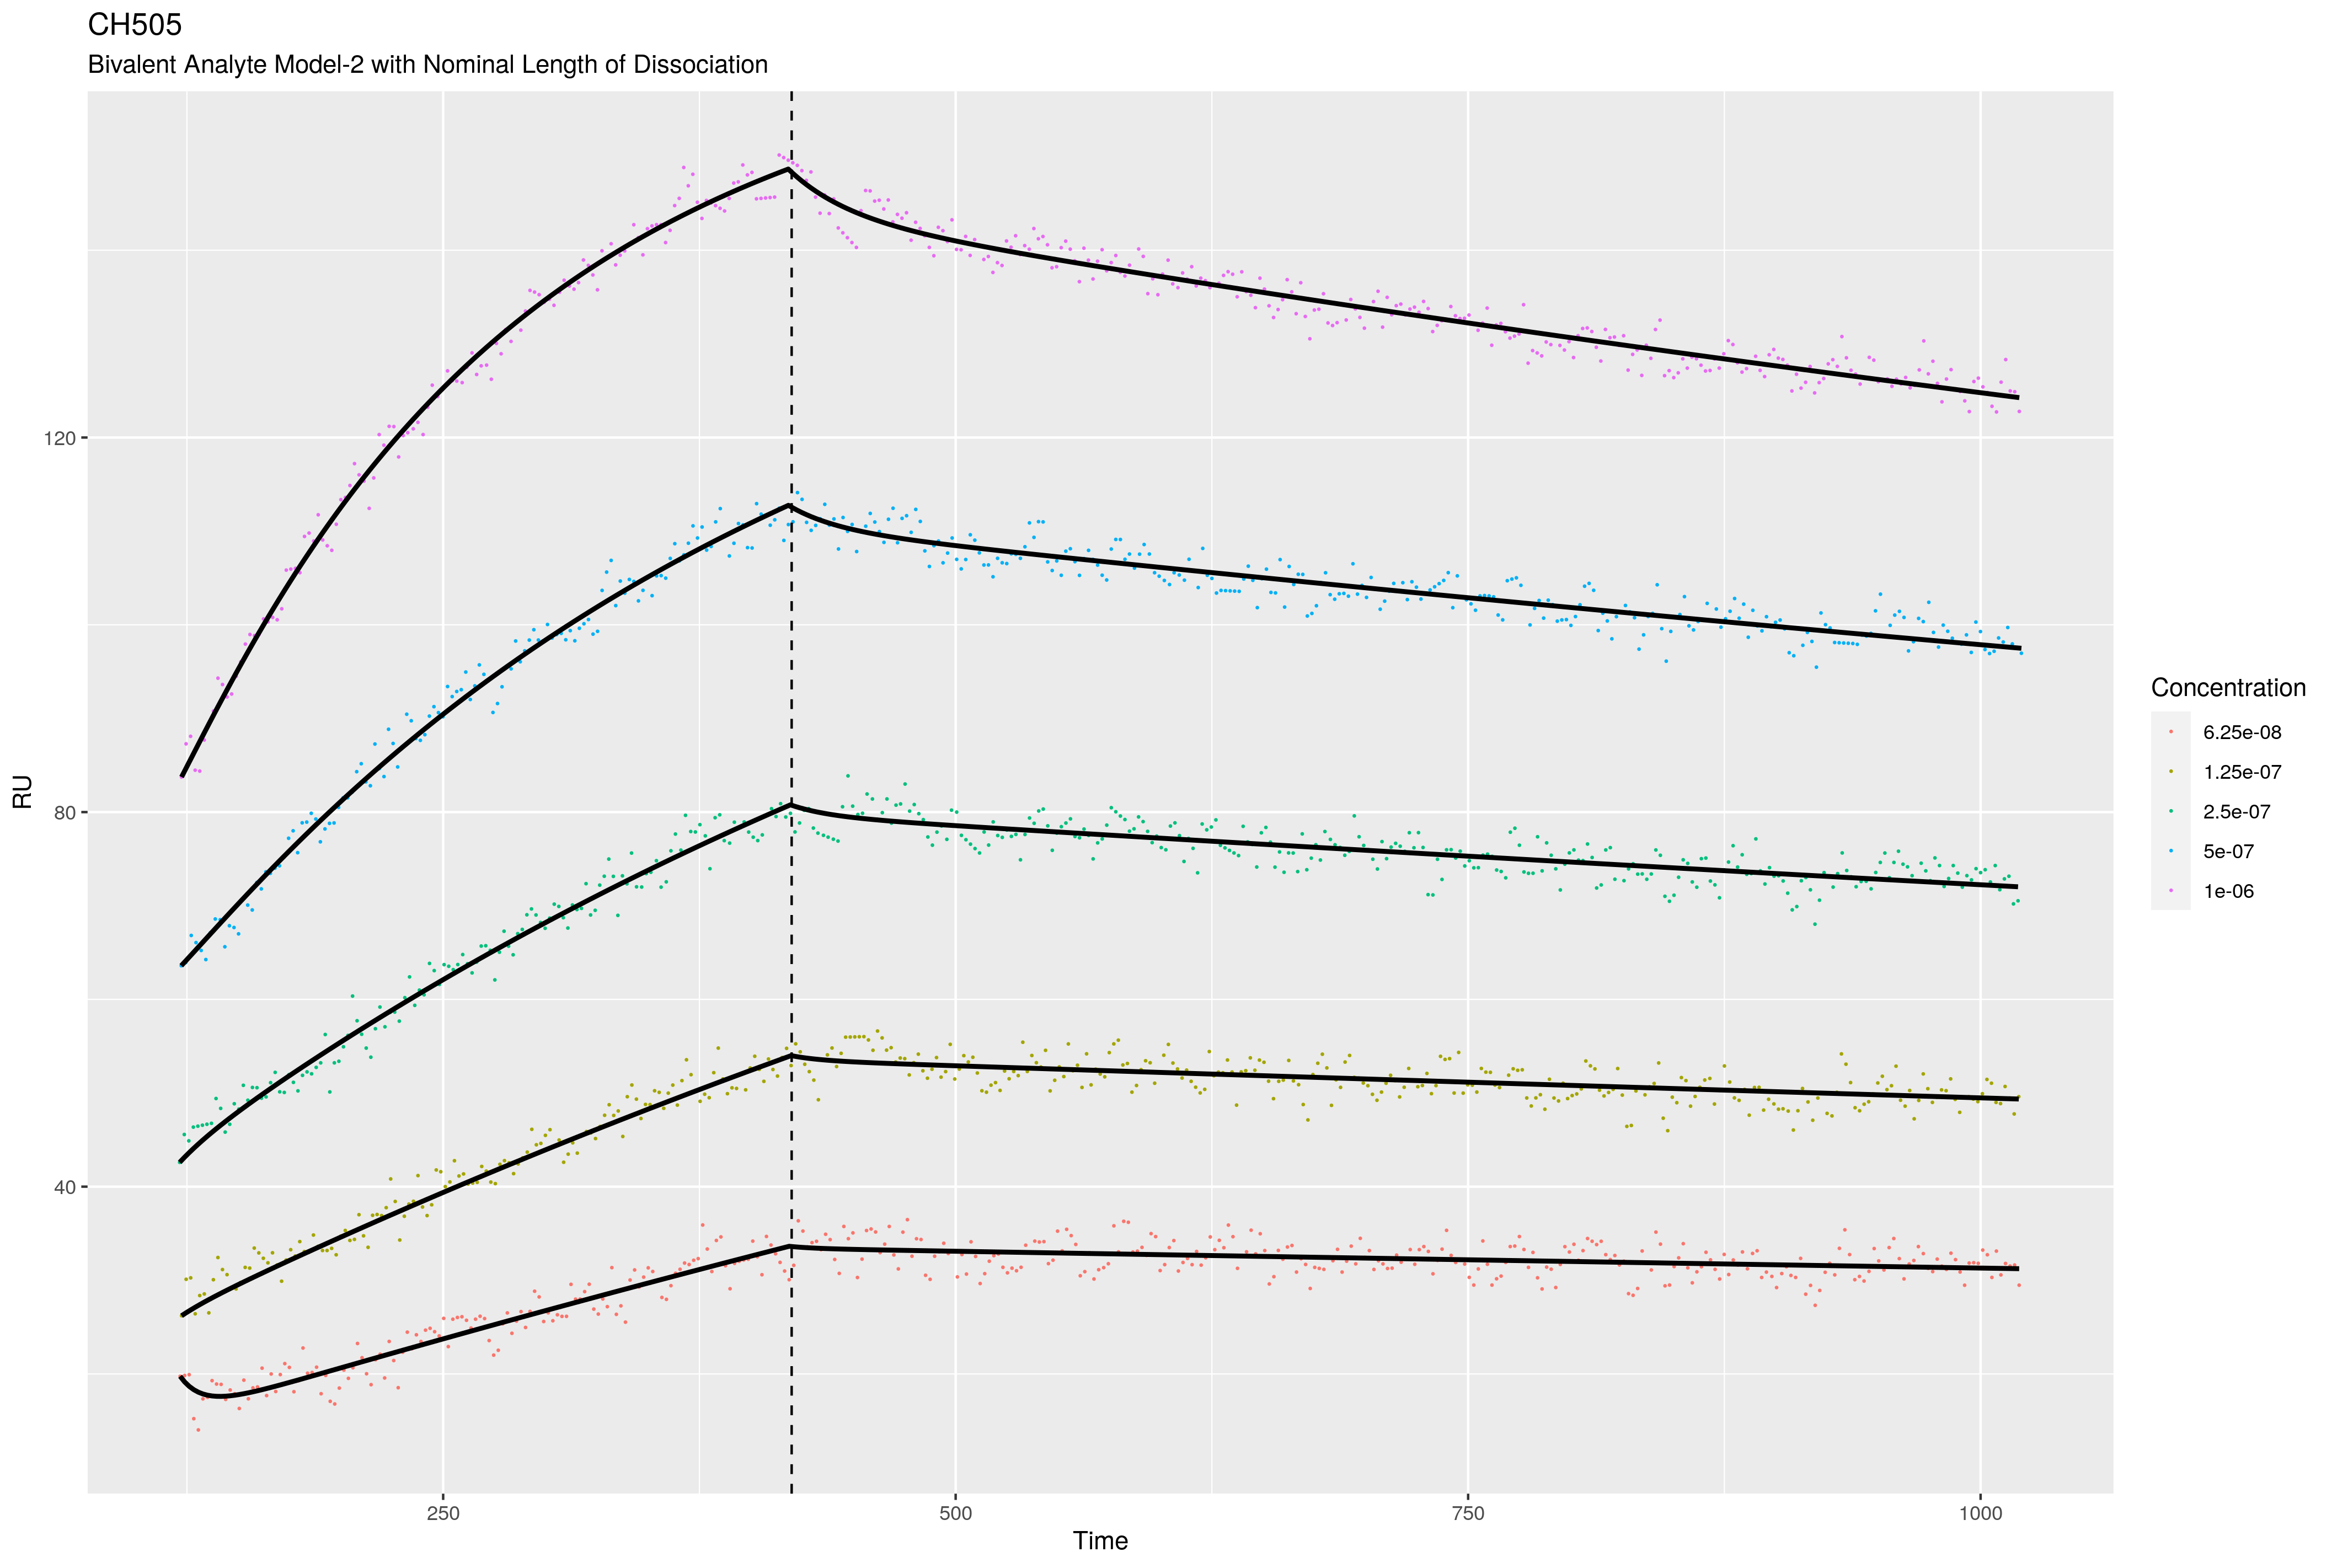 CH505
Bivalent Analyte Model-2 with Nominal Length of Dissociation
RU
120
80
40
250
500
750
1000
Time
Concentration
6.25e-08
1.25e-07
2.5e-07
5e-07
1e-06